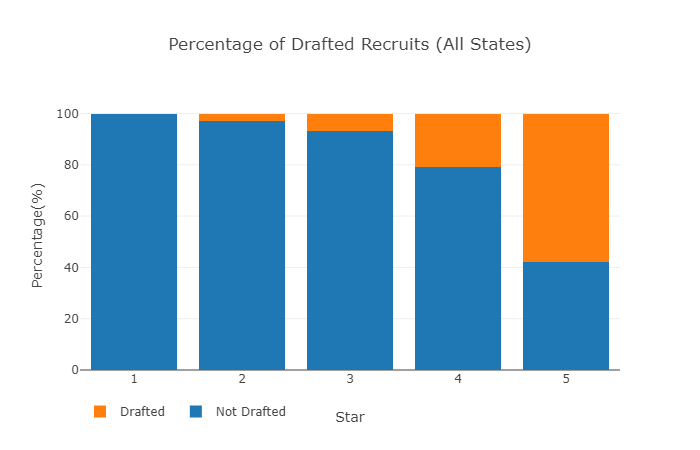 Percentage of Drafted Recruits (All States)
Percentage(%)
100
80
60
40
20
0
1 2 3 4 5
Star
Drafted Not Drafted